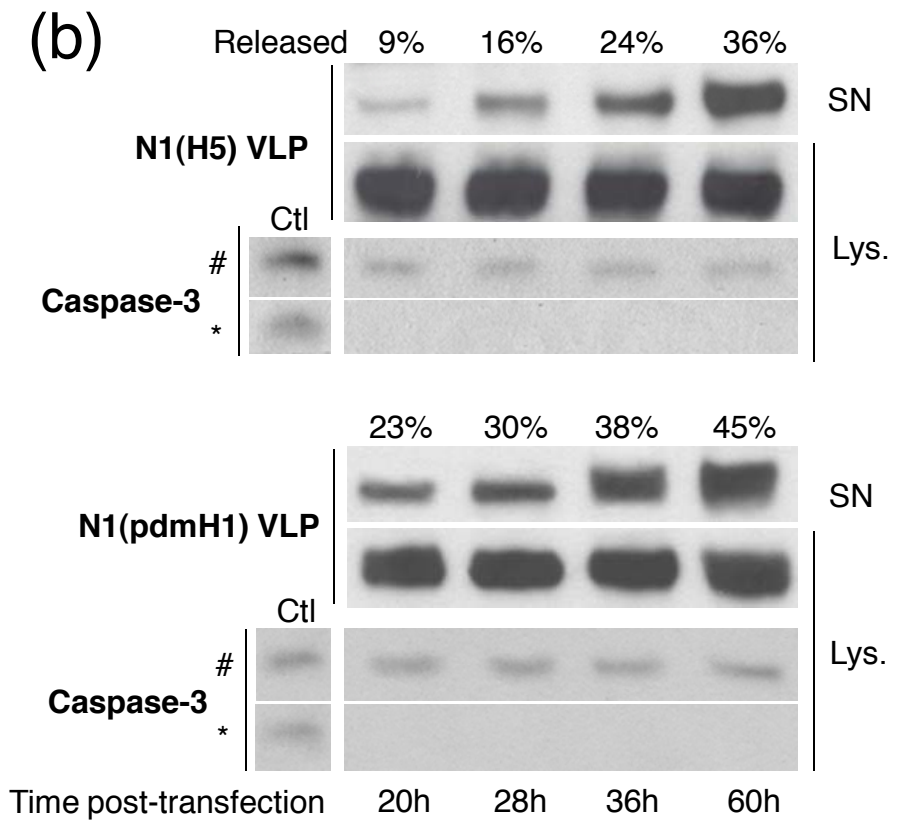 (b)
Released 9% 16% 24% 36%
SN
N1(H5) VLP
Ctl
Lys.
#
Caspase-3
*
23% 30% 38% 45%
SN
N1(pdmH1) VLP
Ctl
Lys.
#
Caspase-3
*
Time post-transfection 20h 28h 36h 60h